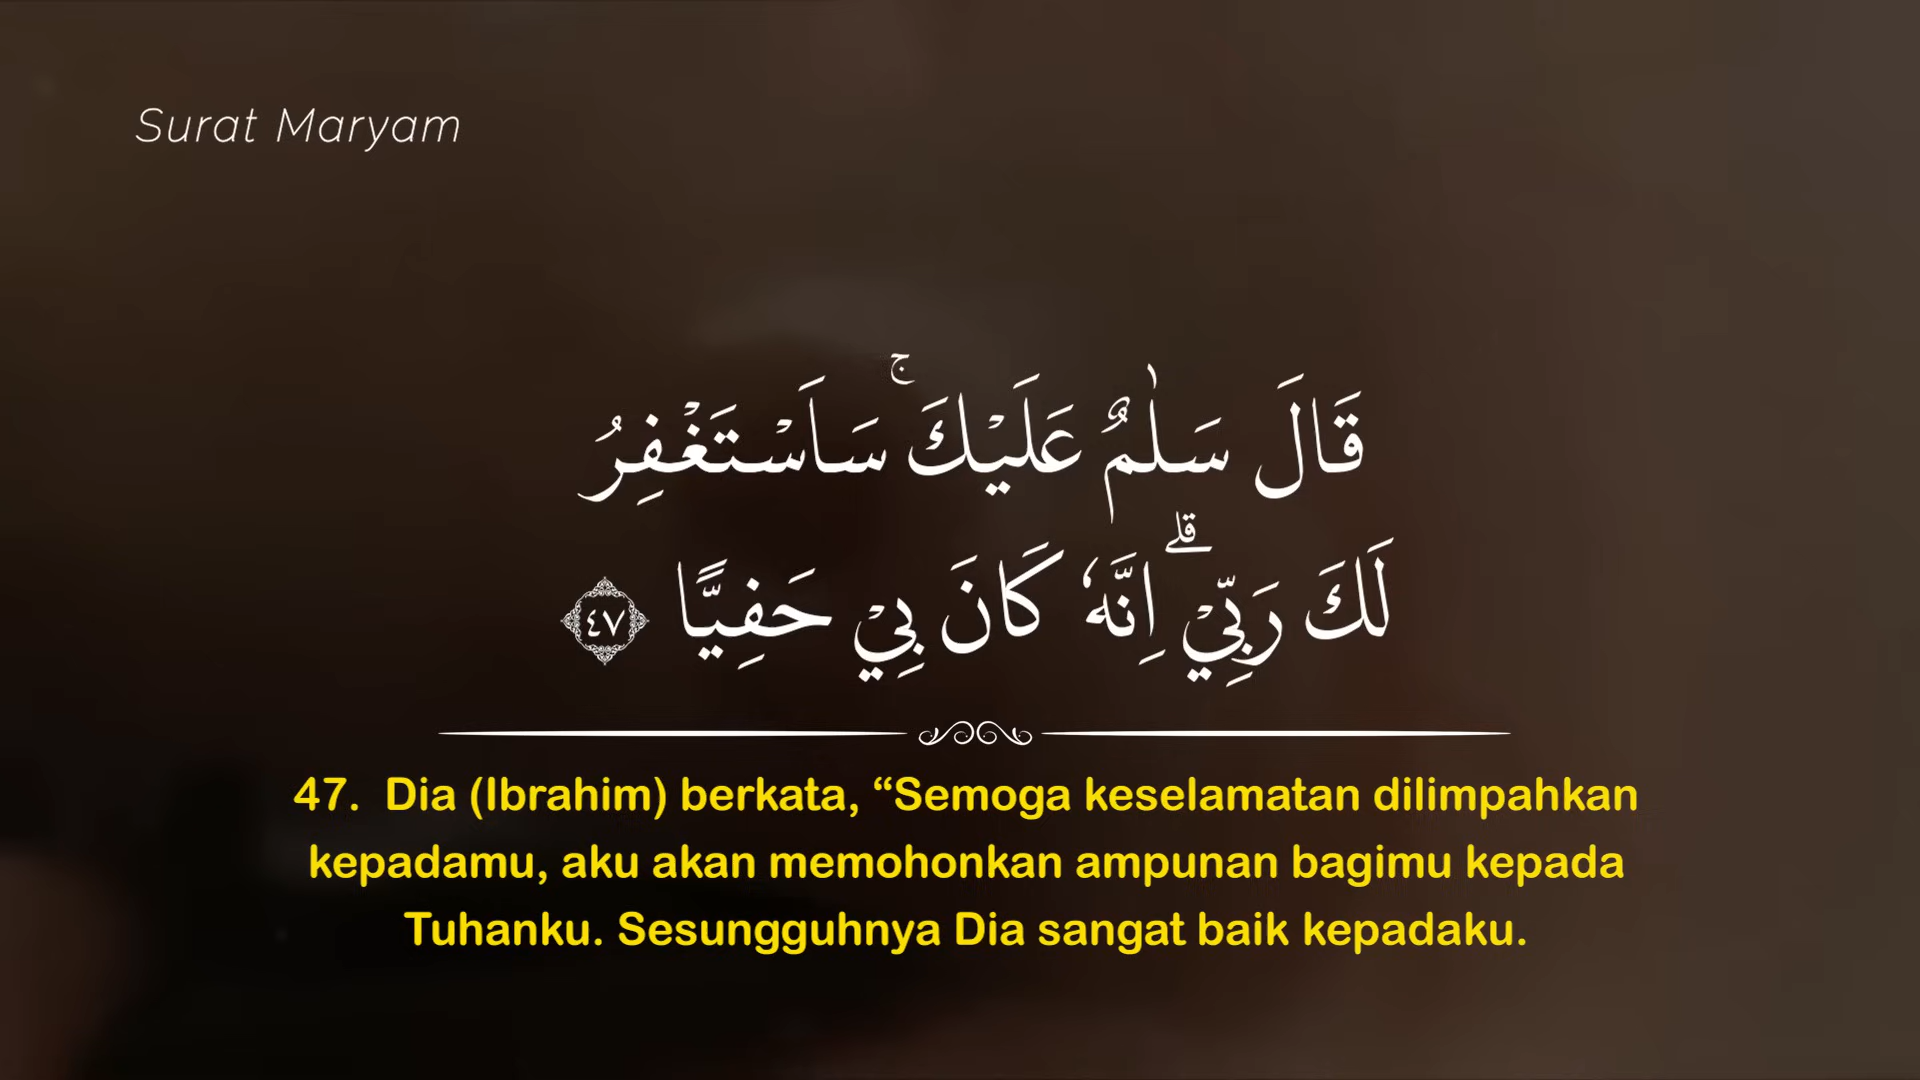 Surat Maryam
قَالَ سَلٰمٌ عَلَيْكَۚ سَاَسْتَغْفِرُ
لَكَ رَبِّيْۗ اِنَّهٗ كَانَ بِيْ حَفِيًّا ٤٧
47. Dia (Ibrahim) berkata, “Semoga keselamatan dilimpahkan
kepadamu, aku akan memohonkan ampunan bagimu kepada
Tuhanku. Sesungguhnya Dia sangat baik kepadaku.